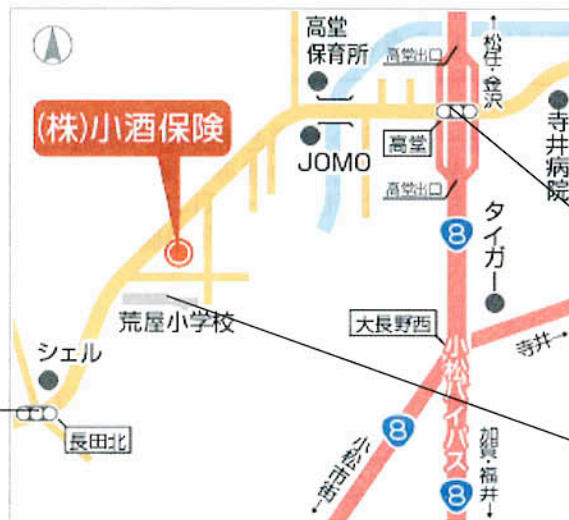 高堂
保育所
高堂出口
↑松任・金沢
(株)小酒保険
JOMO
高堂
寺井病院
高堂出口
8
タイガー
荒屋小学校
大長野西
寺井→
シェル
小松バイパス
長田北
8
小松市街→
加賀・福井→
8